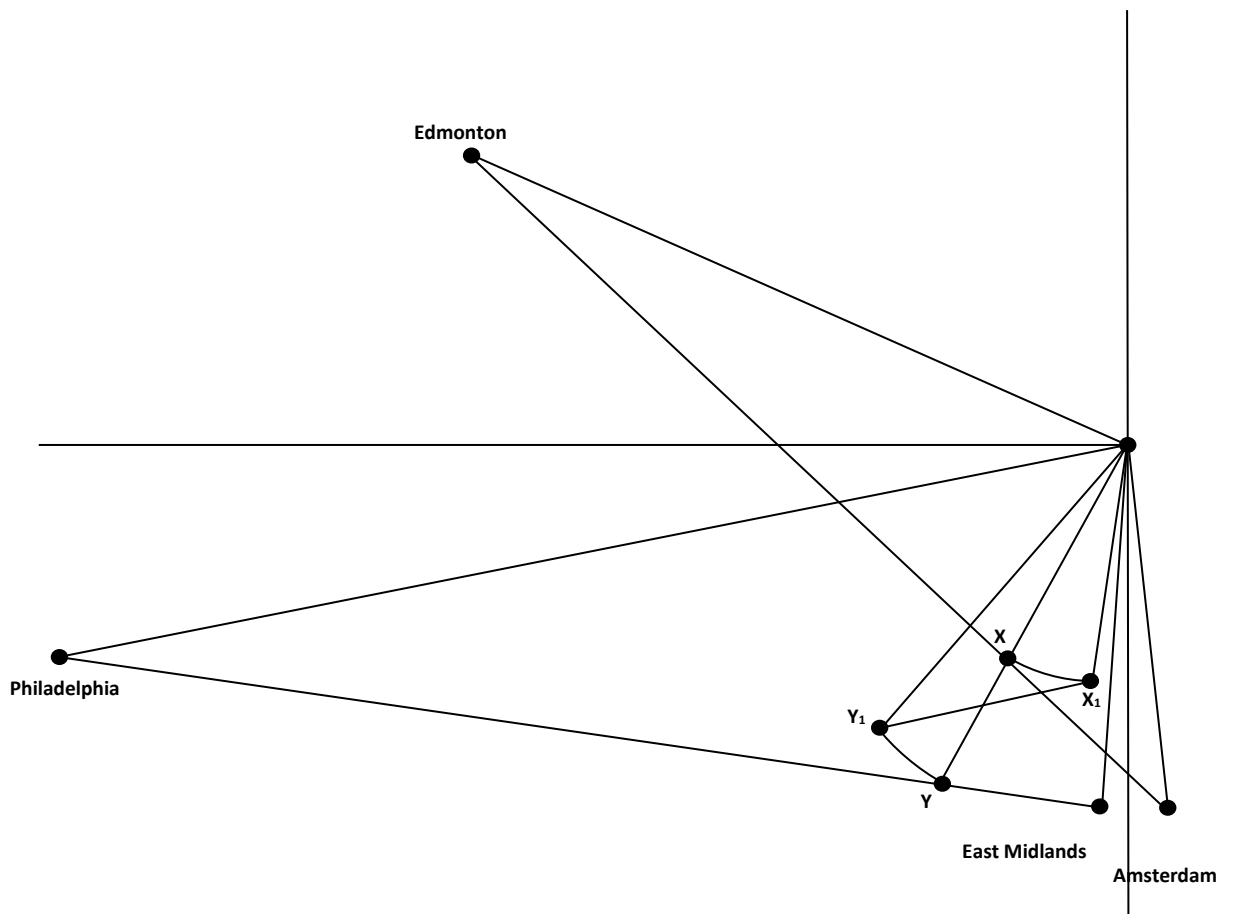 Edmonton
X
Philadelphia
X₁
Y₁
Y
East Midlands
Amsterdam